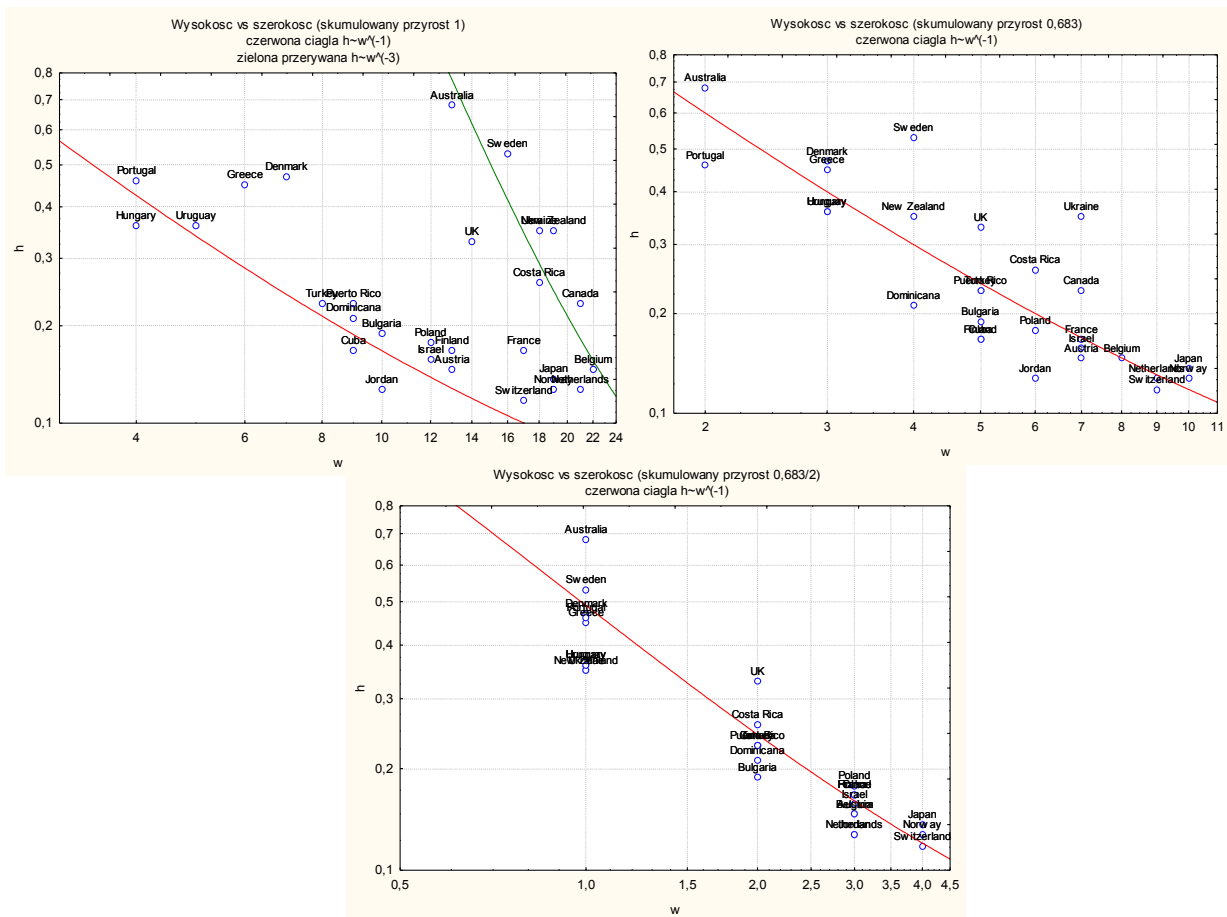 Wysokosc vs szerokosc (skumulowany przyrost 1)
czerwona ciagla h~w^(-1)
zielona przerywana h~w^(-3)
0,8
0,7
0,6
0,5
0,4
0,3
0,2
0,1
h
Australia
Sweden
Portugal
Denmark
Greece
Hungary
Uruguay
New Zealand
UK
Costa Rica
Turkey
Puerto Rico
Canada
Dominicana
Bulgaria
Poland
Cuba
Israel
Finland
France
Austria
Belgium
Japan
Jordan
Norway
Netherlands
Switzerland
4 6 8 10 12 14 16 18 20 22 24
w
Wysokosc vs szerokosc (skumulowany przyrost 0,683)
czerwona ciagla h~w^(-1)
0,8
0,7
0,6
0,5
0,4
0,3
0,2
0,1
h
Australia
Portugal
Denmark
Greece
Sweden
Hungary
New Zealand
Ukraine
UK
Costa Rica
Puerto Rico
Canada
Dominicana
Bulgaria
Poland
France
Israel
Austria
Belgium
Jordan
Japan
Netherlands
Norway
Switzerland
2 3 4 5 6 7 8 9 10 11
w
Wysokosc vs szerokosc (skumulowany przyrost 0,683/2)
czerwona ciagla h~w^(-1)
0,8
0,7
0,6
0,5
0,4
0,3
0,2
0,1
h
Australia
Sweden
Denmark
Greece
New Zealand
UK
Costa Rica
Puerto Rico
Dominicana
Bulgaria
Poland
Israel
Netherlands
Japan
Norway
Switzerland
0,5 1,0 1,5 2,0 2,5 3,0 3,5 4,0 4,5
w